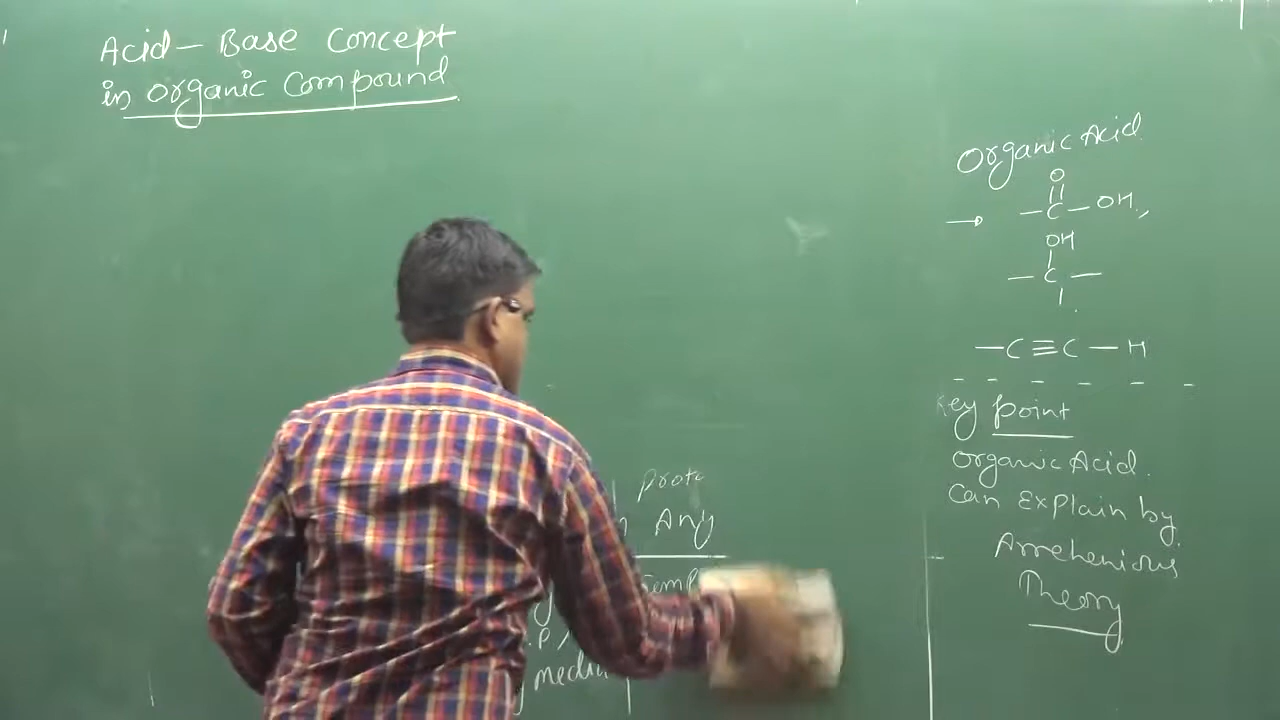 Acid - Base Concept
in Organic Compound
Organic Acid
O
→ - C - OH,
OH
- C -
- C ≡ C - H
Key point
Organic Acid.
Can Explain by
Arrehenious
Theory
proto
Any
Temp
.P,
medi